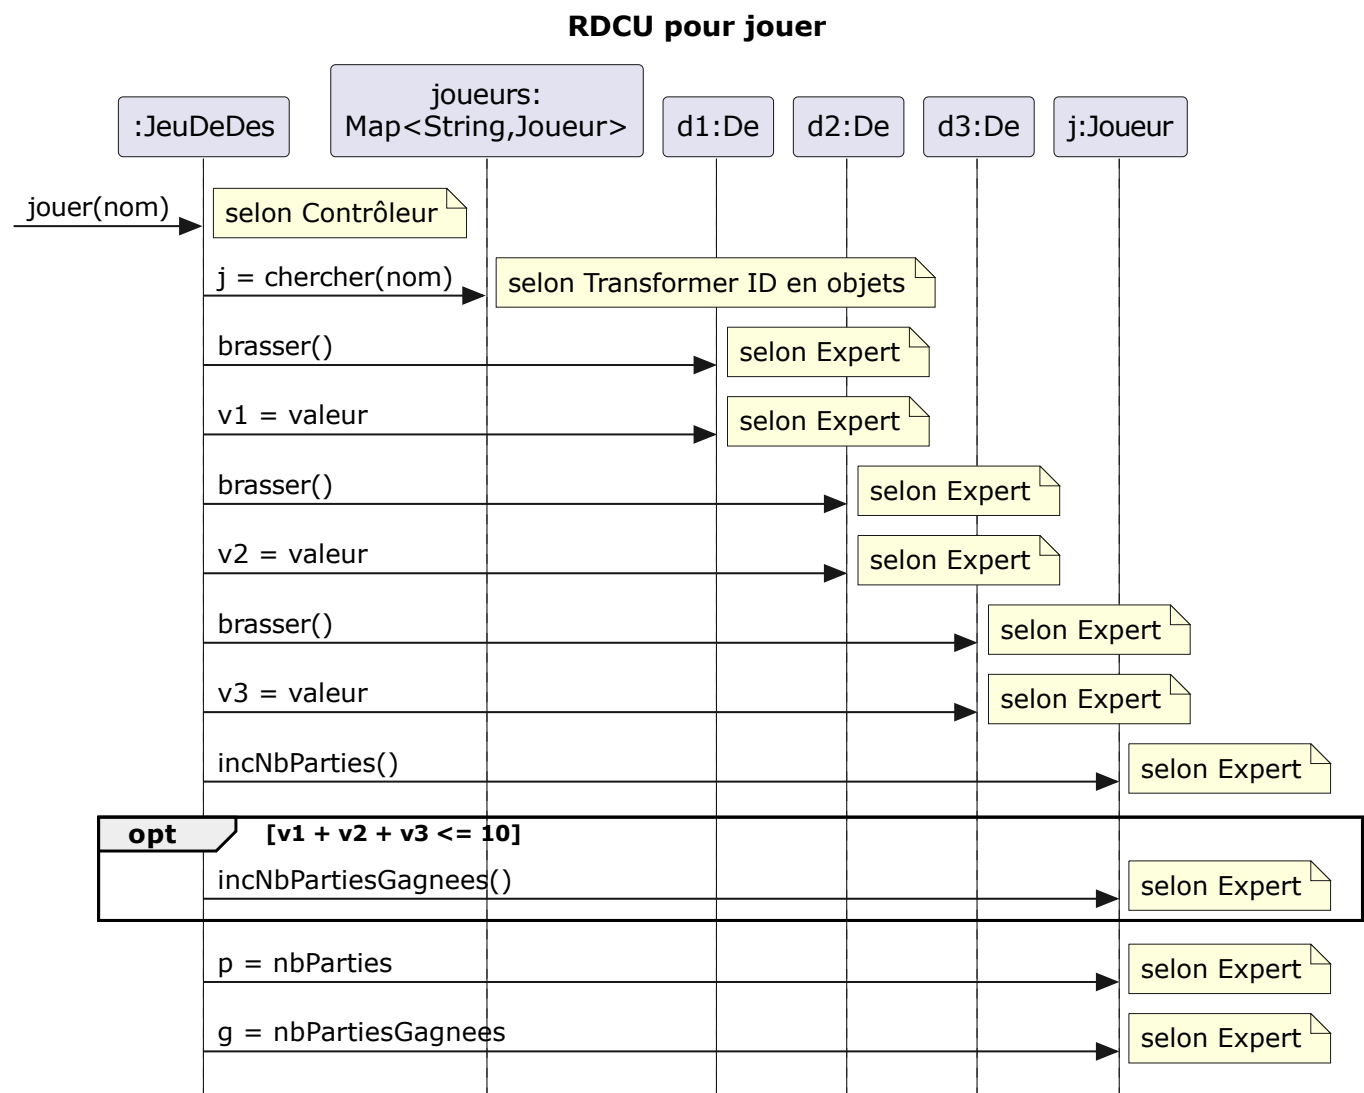 RDCU pour jouer
:JeuDeDes
joueurs:
Map<String,Joueur>
d1:De
d2:De
d3:De
j:Joueur
jouer(nom)
selon Contrôleur
j = chercher(nom)
selon Transformer ID en objets
brasser()
selon Expert
v1 = valeur
selon Expert
brasser()
selon Expert
v2 = valeur
selon Expert
brasser()
selon Expert
v3 = valeur
selon Expert
incNbParties()
selon Expert
opt
[v1 + v2 + v3 <= 10]
incNbPartiesGagnees()
selon Expert
p = nbParties
selon Expert
g = nbPartiesGagnees
selon Expert